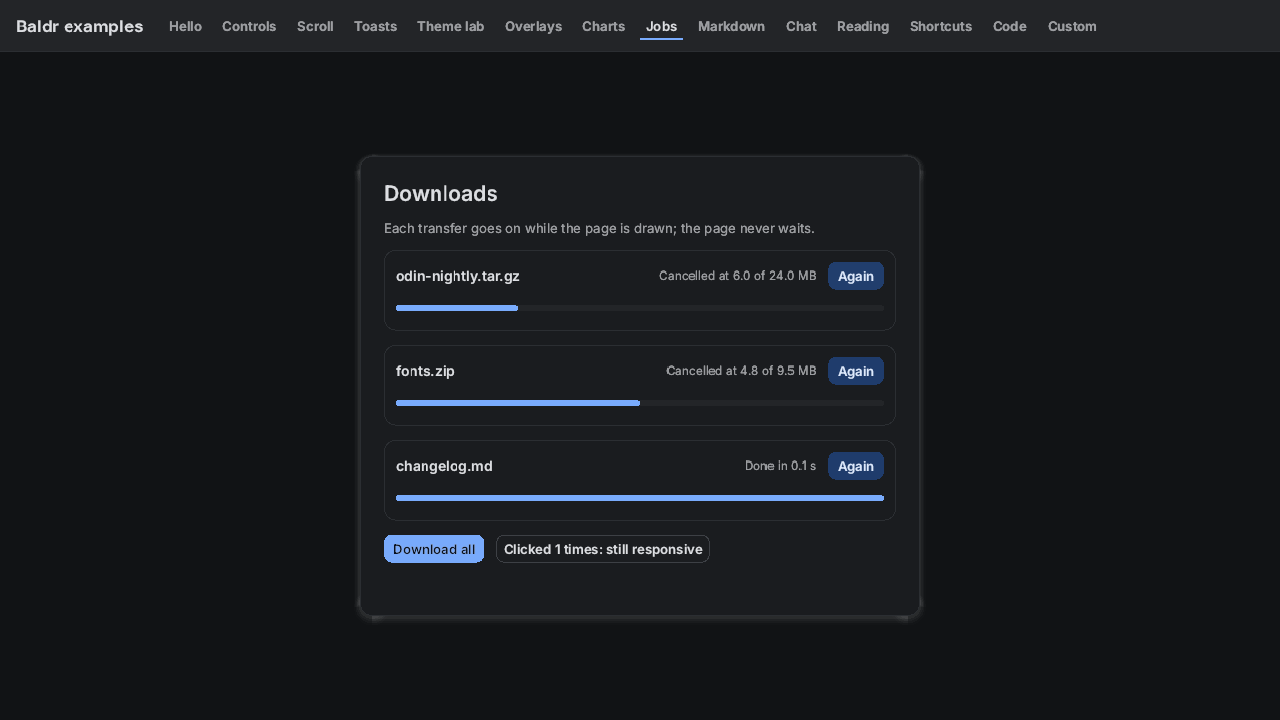 Baldr examples Hello Controls Scroll Toasts Theme lab Overlays Charts Jobs Markdown Chat Reading Shortcuts Code Custom
Downloads
Each transfer goes on while the page is drawn; the page never waits.
odin-nightly.tar.gz Cancelled at 6.0 of 24.0 MB Again
fonts.zip Cancelled at 4.8 of 9.5 MB Again
changelog.md Done in 0.1 s Again
Download all Clicked 1 times: still responsive